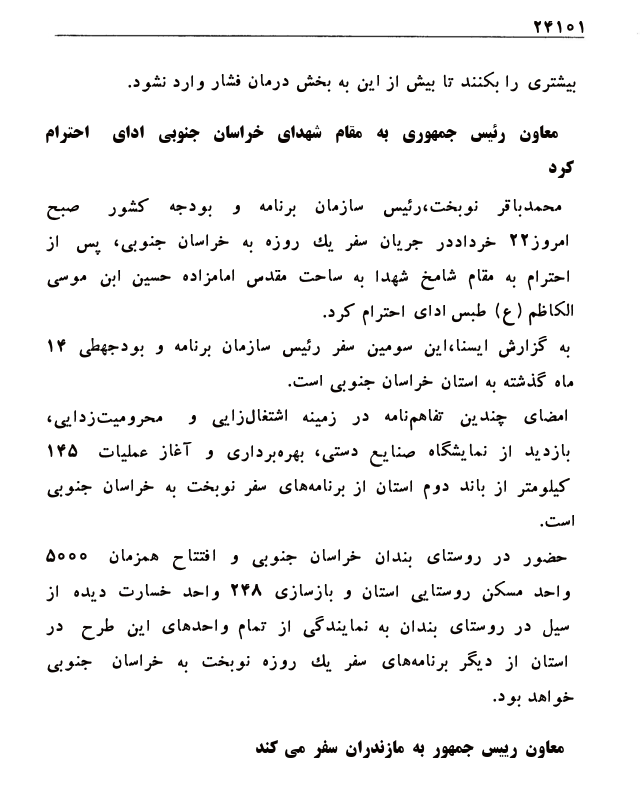 ۲۴۱۰۱
بیشتری را بکنند تا بیش از این به بخش درمان فشار وارد نشود.
معاون رئیس جمهوری به مقام شهدای خراسان جنوبی ادای احترام
کرد
محمدباقر نوبخت،رئیس سازمان برنامه و بودجه کشور صبح
امروز۲۲ خرداددر جریان سفر یك روزه به خراسان جنوبی، پس از
احترام به مقام شامخ شهدا به ساحت مقدس امامزاده حسین ابن موسی
الکاظم (ع) طبس ادای احترام کرد.
به گزارش ایسنا،این سومین سفر رئیس سازمان برنامه و بودجهطی ۱۴
ماه گذشته به استان خراسان جنوبی است.
امضای چندین تفاهم‌نامه در زمینه اشتغال‌زایی و محرومیت‌زدایی،
بازدید از نمایشگاه صنایع دستی، بهره‌برداری و آغاز عملیات ۱۴۵
کیلومتر از باند دوم استان از برنامه‌های سفر نوبخت به خراسان جنوبی
است.
حضور در روستای بندان خراسان جنوبی و افتتاح همزمان ۵۰۰۰
واحد مسکن روستایی استان و بازسازی ۲۴۸ واحد خسارت دیده از
سیل در روستای بندان به نمایندگی از تمام واحدهای این طرح در
استان از دیگر برنامه‌های سفر یك روزه نوبخت به خراسان جنوبی
خواهد بود.
معاون رییس جمهور به مازندران سفر می کند